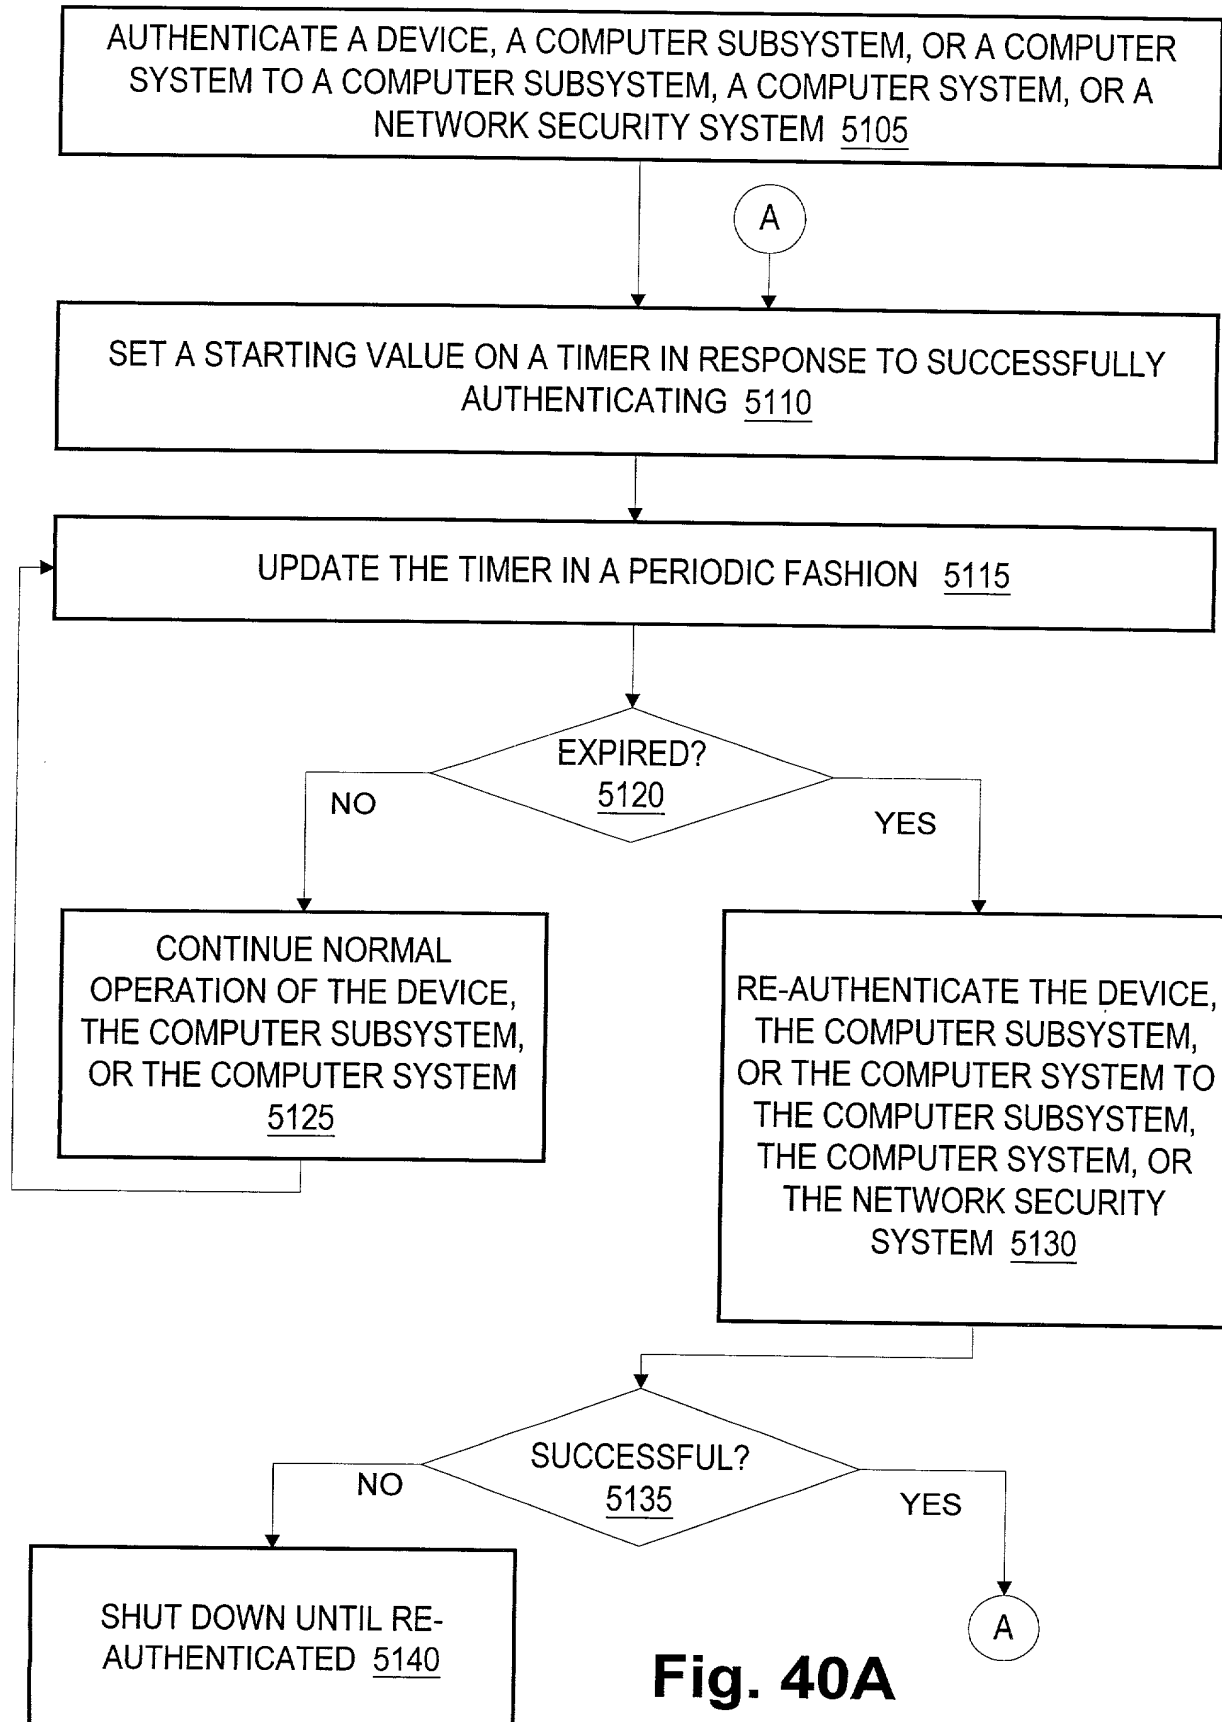 AUTHENTICATE A DEVICE, A COMPUTER SUBSYSTEM, OR A COMPUTER
SYSTEM TO A COMPUTER SUBSYSTEM, A COMPUTER SYSTEM, OR A
NETWORK SECURITY SYSTEM 5105
A
SET A STARTING VALUE ON A TIMER IN RESPONSE TO SUCCESSFULLY
AUTHENTICATING 5110
UPDATE THE TIMER IN A PERIODIC FASHION 5115
EXPIRED?
5120
NO
YES
CONTINUE NORMAL
OPERATION OF THE DEVICE,
THE COMPUTER SUBSYSTEM,
OR THE COMPUTER SYSTEM
5125
RE-AUTHENTICATE THE DEVICE,
THE COMPUTER SUBSYSTEM,
OR THE COMPUTER SYSTEM TO
THE COMPUTER SUBSYSTEM,
THE COMPUTER SYSTEM, OR
THE NETWORK SECURITY
SYSTEM 5130
SUCCESSFUL?
5135
NO
YES
SHUT DOWN UNTIL RE-
AUTHENTICATED 5140
A
Fig. 40A